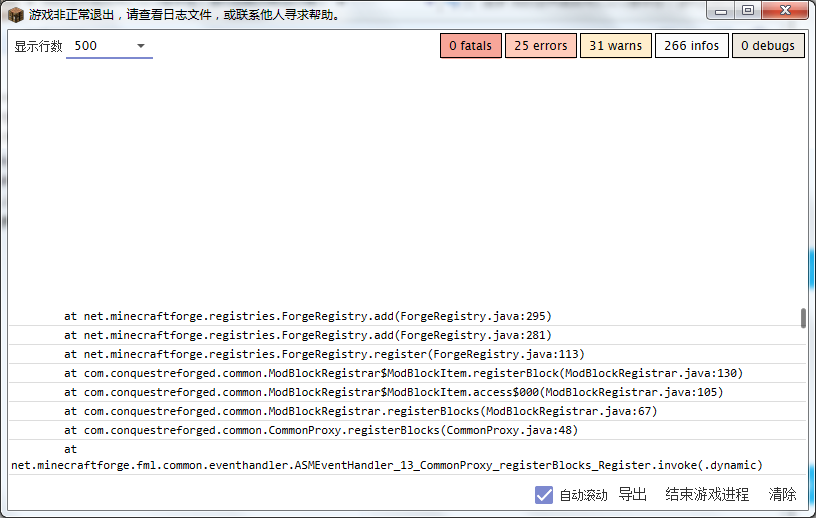 游戏非正常退出，请查看日志文件，或联系他人寻求帮助。
显示行数 500 0 fatals 25 errors 31 warns 266 infos 0 debugs
at net.minecraftforge.registries.ForgeRegistry.add(ForgeRegistry.java:295)
at net.minecraftforge.registries.ForgeRegistry.add(ForgeRegistry.java:281)
at net.minecraftforge.registries.ForgeRegistry.register(ForgeRegistry.java:113)
at com.conquestreforged.common.ModBlockRegistrar$ModBlockItem.registerBlock(ModBlockRegistrar.java:130)
at com.conquestreforged.common.ModBlockRegistrar$ModBlockItem.access$000(ModBlockRegistrar.java:105)
at com.conquestreforged.common.ModBlockRegistrar.registerBlocks(ModBlockRegistrar.java:67)
at com.conquestreforged.common.CommonProxy.registerBlocks(CommonProxy.java:48)
at
net.minecraftforge.fml.common.eventhandler.ASMEventHandler_13_CommonProxy_registerBlocks_Register.invoke(.dynamic)
自动滚动 导出 结束游戏进程 清除